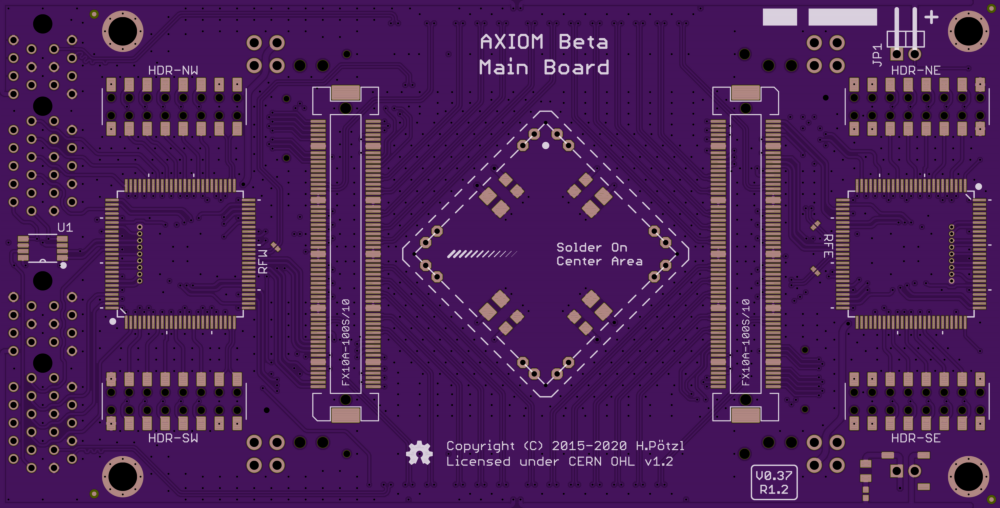 AXIOM Beta
Main Board
+
JP1
HDR-NW
HDR-NE
U1
RFW
RFE
Solder On
Center Area
FX10A-100S/10
FX10A-100S/10
HDR-SW
HDR-SE
Copyright (C) 2015-2020 H.Pötzl
Licensed under CERN OHL v1.2
V0.37
R1.2